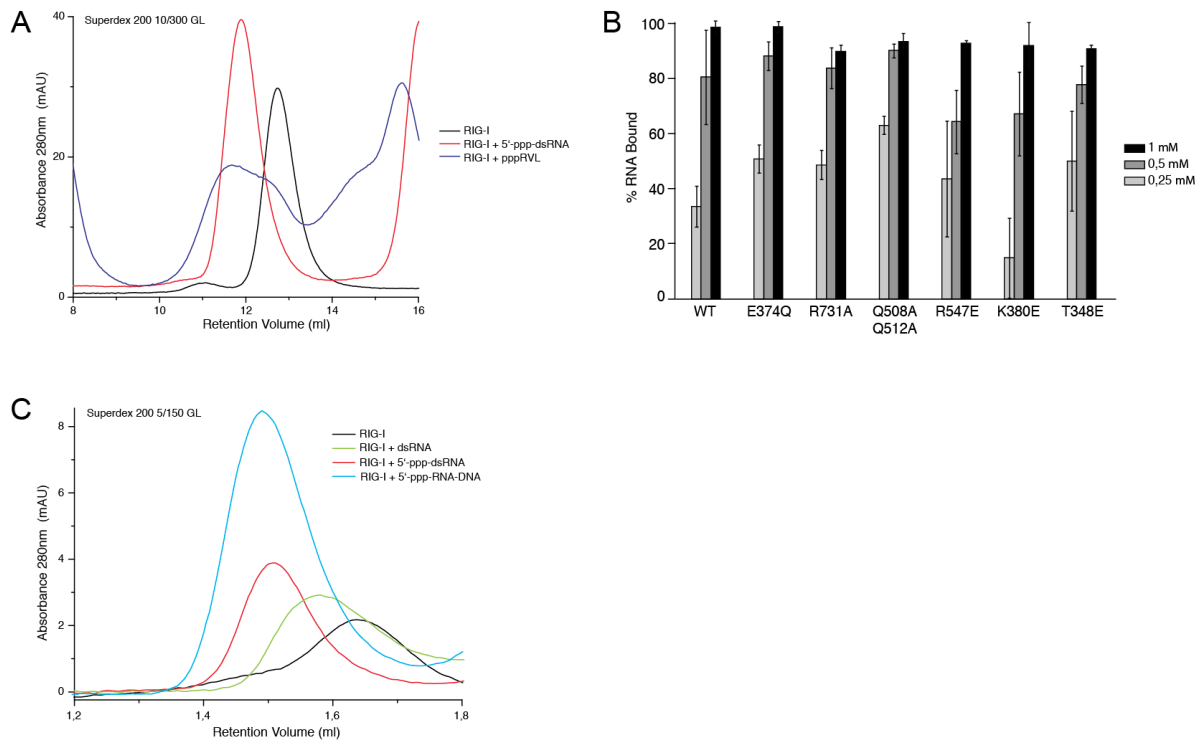 A
Superdex 200 10/300 GL
40
20
0
Absorbance 280nm (mAU)
8
10
12
14
16
Retention Volume (ml)
RIG-I
RIG-I + 5'-ppp-dsRNA
RIG-I + pppRVL
B
100
80
60
40
20
0
% RNA Bound
WT
E374Q
R731A
Q508A
Q512A
R547E
K380E
T348E
1 mM
0,5 mM
0,25 mM
C
Superdex 200 5/150 GL
8
6
4
2
0
Absorbance 280nm (mAU)
1,2
1,4
1,6
1,8
Retention Volume (ml)
RIG-I
RIG-I + dsRNA
RIG-I + 5'-ppp-dsRNA
RIG-I + 5'-ppp-RNA-DNA